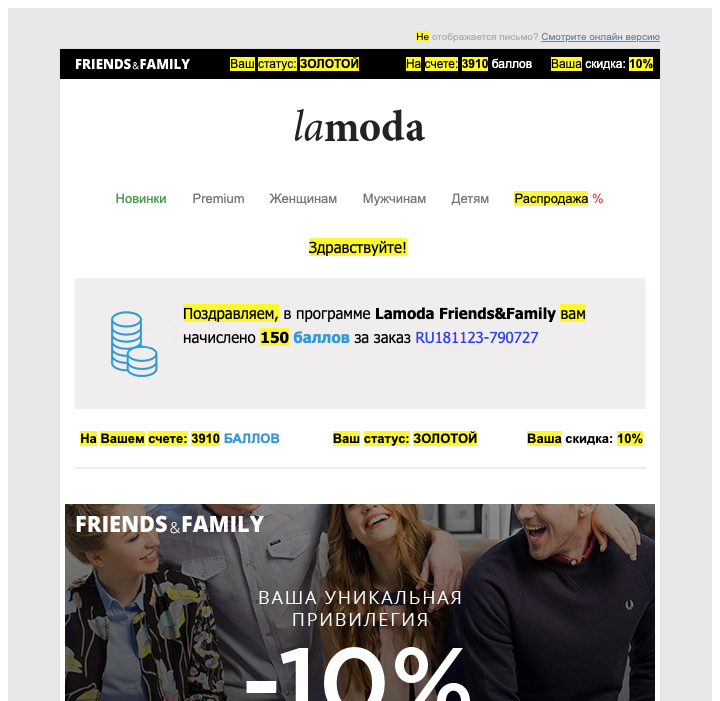 Не отображается письмо? Смотрите онлайн версию
FRIENDS&FAMILY Ваш статус: ЗОЛОТОЙ На счете: 3910 баллов Ваша скидка: 10%
lamoda
Новинки Premium Женщинам Мужчинам Детям Распродажа %
Здравствуйте!
Поздравляем, в программе Lamoda Friends&Family вам
начислено 150 баллов за заказ RU181123-790727
На Вашем счете: 3910 БАЛЛОВ Ваш статус: ЗОЛОТОЙ Ваша скидка: 10%
FRIENDS&FAMILY
ВАША УНИКАЛЬНАЯ
ПРИВИЛЕГИЯ
-10%